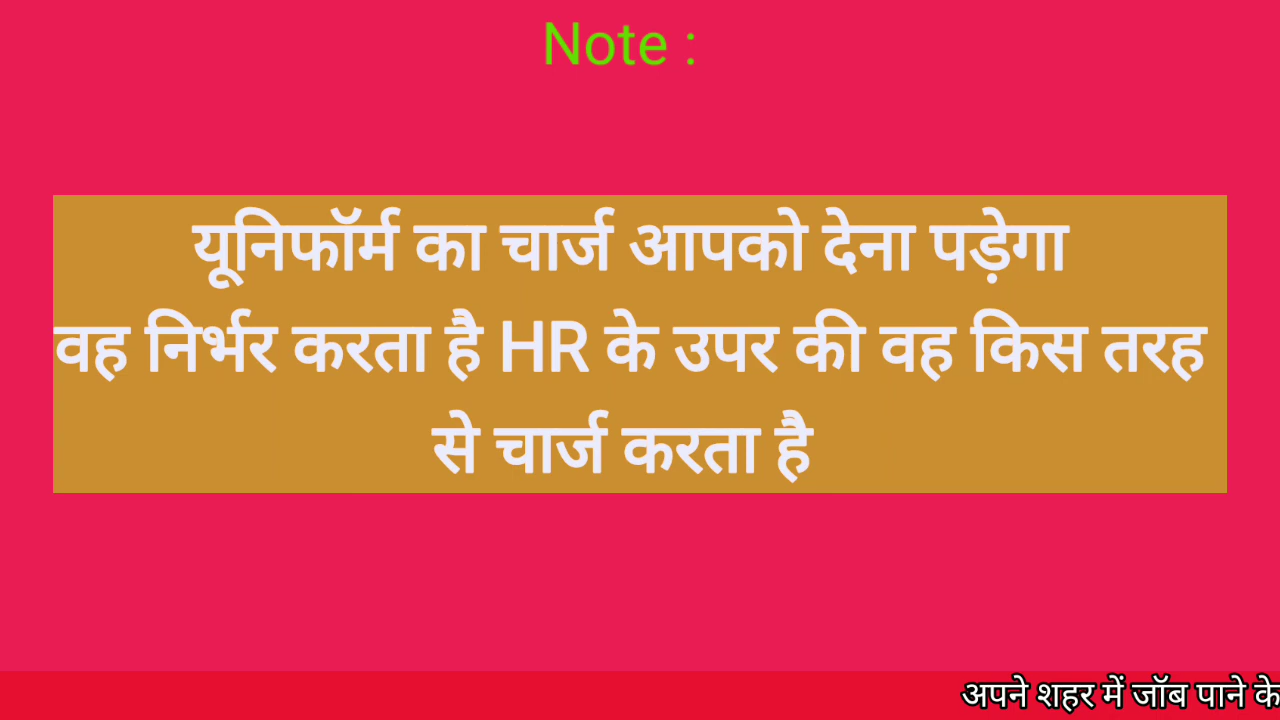 Note :
यूनिफॉर्म का चार्ज आपको देना पड़ेगा
वह निर्भर करता है HR के उपर की वह किस तरह
से चार्ज करता है
अपने शहर में जॉब पाने के